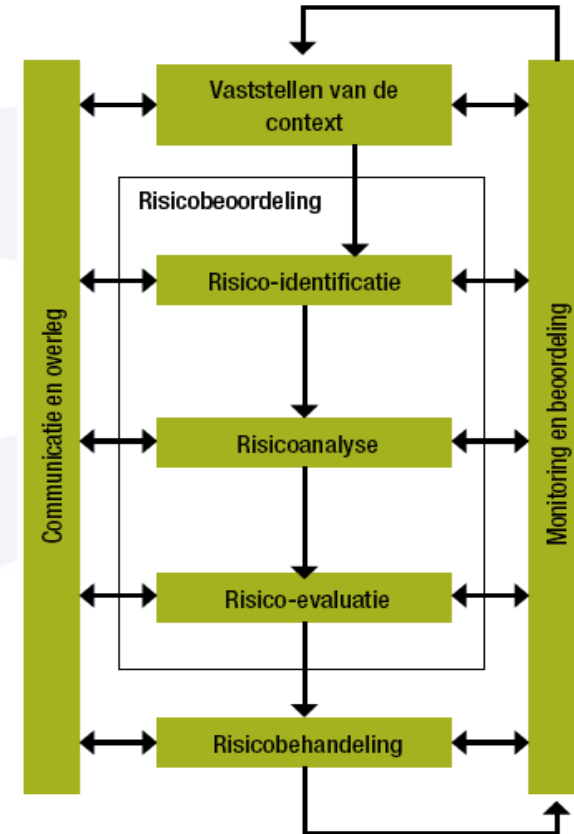 Vaststellen van de
context
Risicobeoordeling
Risico-identificatie
Risicoanalyse
Risico-evaluatie
Risicobehandeling
Communicatie en overleg
Monitoring en beoordeling